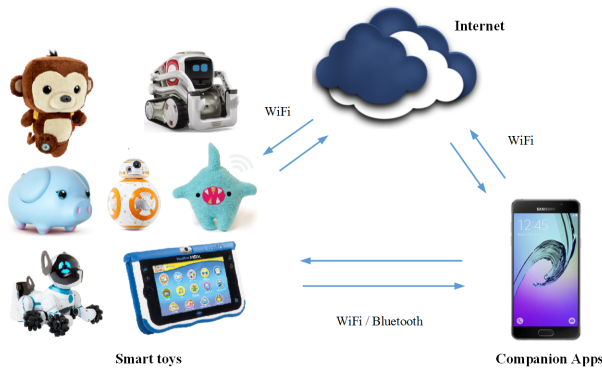 Internet
WiFi
WiFi
SAMSUNG
12:45
WiFi / Bluetooth
Smart toys
Companion Apps